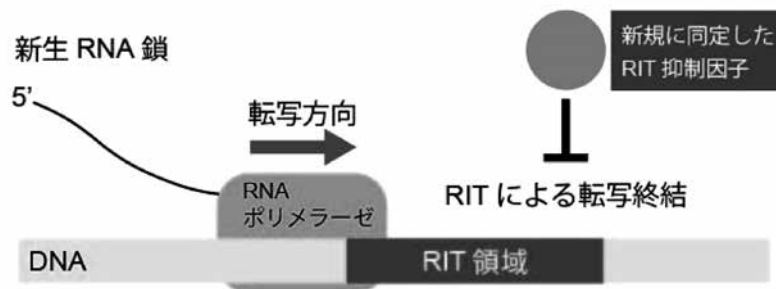 新規に同定した
RIT 抑制因子
新生 RNA 鎖
5’
転写方向
RNA
ポリメラーゼ
RIT による転写終結
DNA
RIT 領域